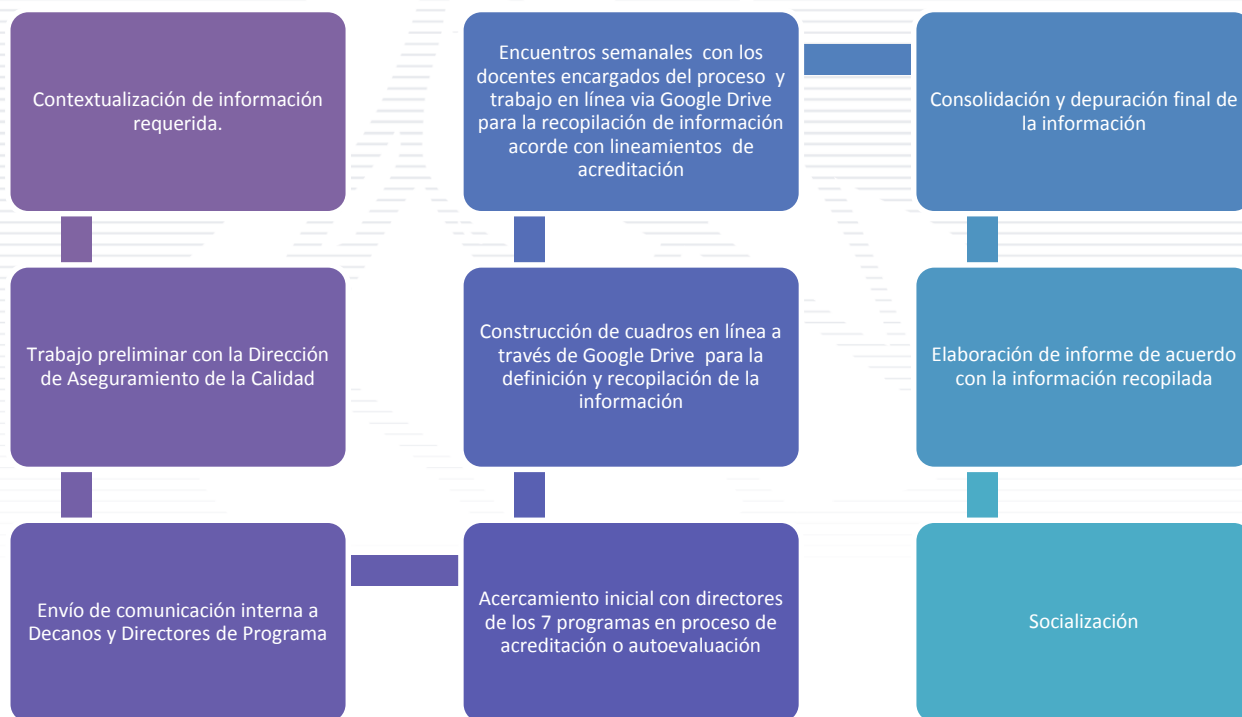 Contextualización de información
requerida.
Trabajo preliminar con la Dirección
de Aseguramiento de la Calidad
Envío de comunicación interna a
Decanos y Directores de Programa
Acercamiento inicial con directores
de los 7 programas en proceso de
acreditación o autoevaluación
Construcción de cuadros en línea a
través de Google Drive para la
definición y recopilación de la
información
Encuentros semanales con los
docentes encargados del proceso y
trabajo en línea via Google Drive
para la recopilación de información
acorde con lineamientos de
acreditación
Consolidación y depuración final de
la información
Elaboración de informe de acuerdo
con la información recopilada
Socialización